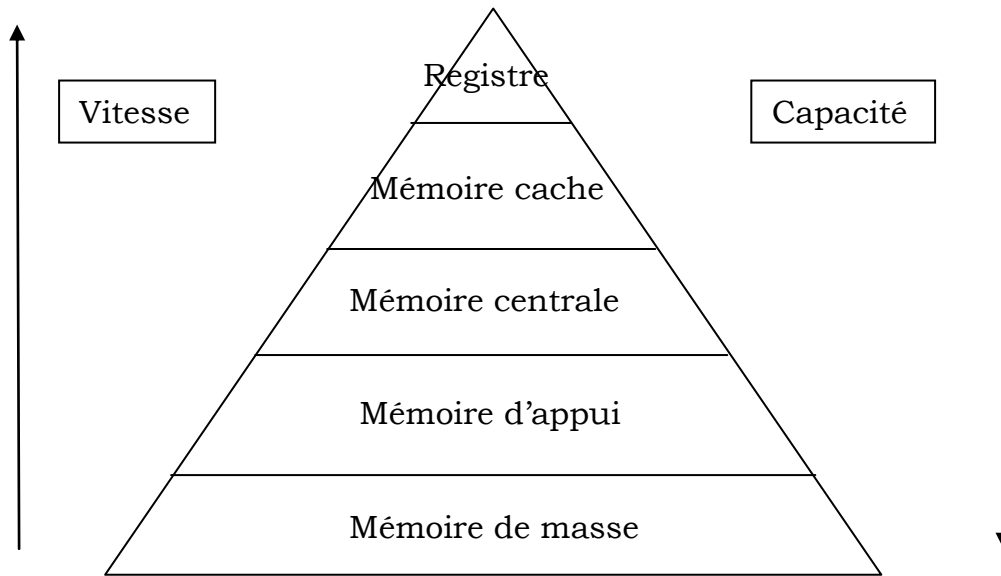 Registre
Vitesse
Capacité
Mémoire cache
Mémoire centrale
Mémoire d’appui
Mémoire de masse